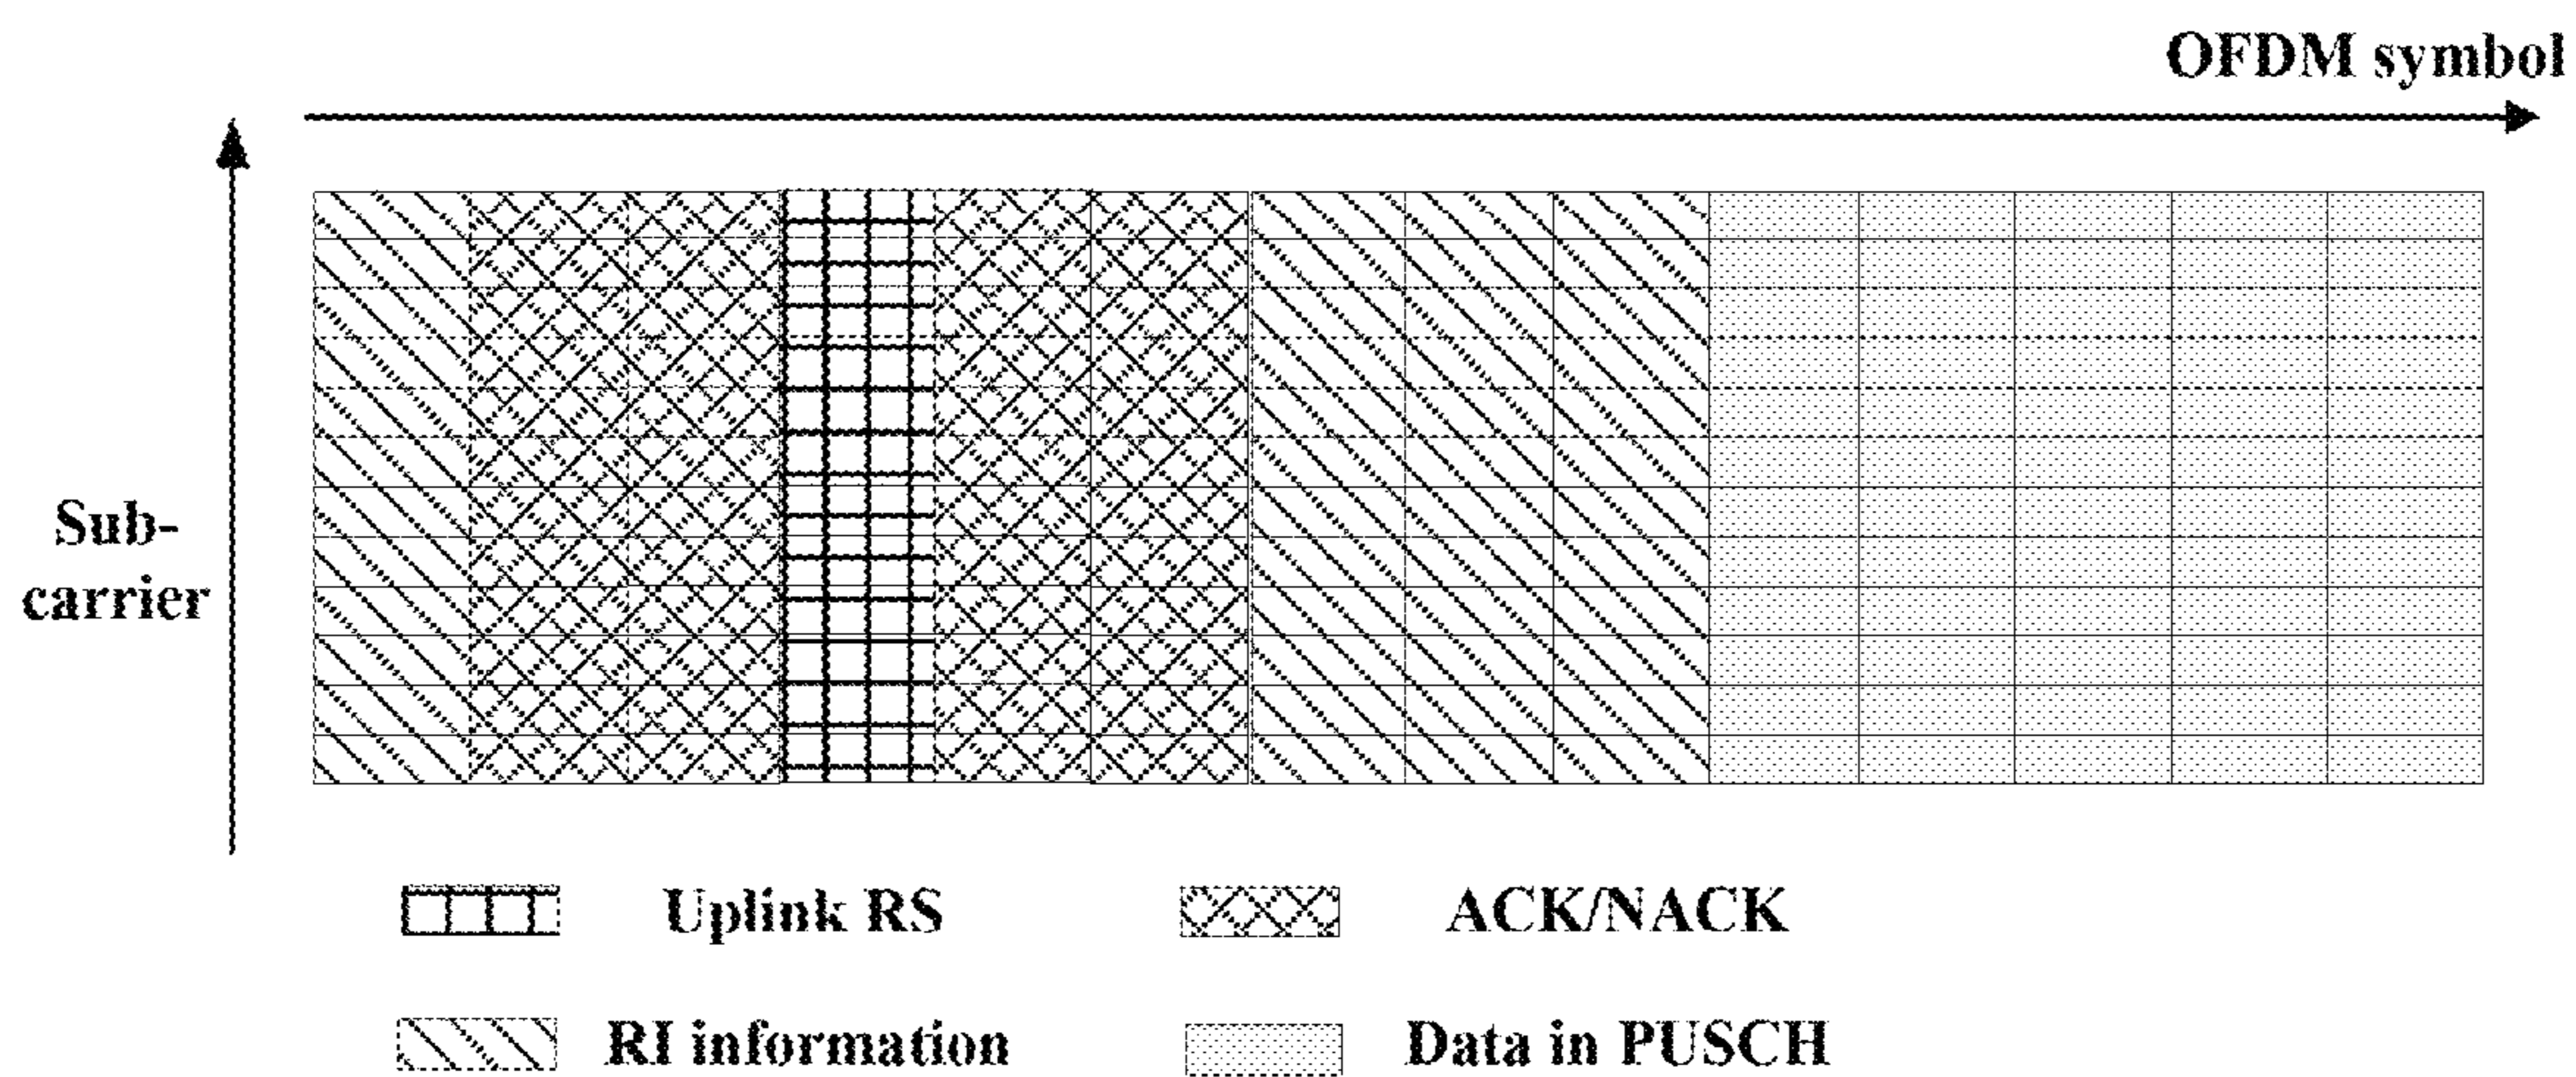 OFDM symbol
Sub-
carrier
Uplink RS
ACK/NACK
RI information
Data in PUSCH